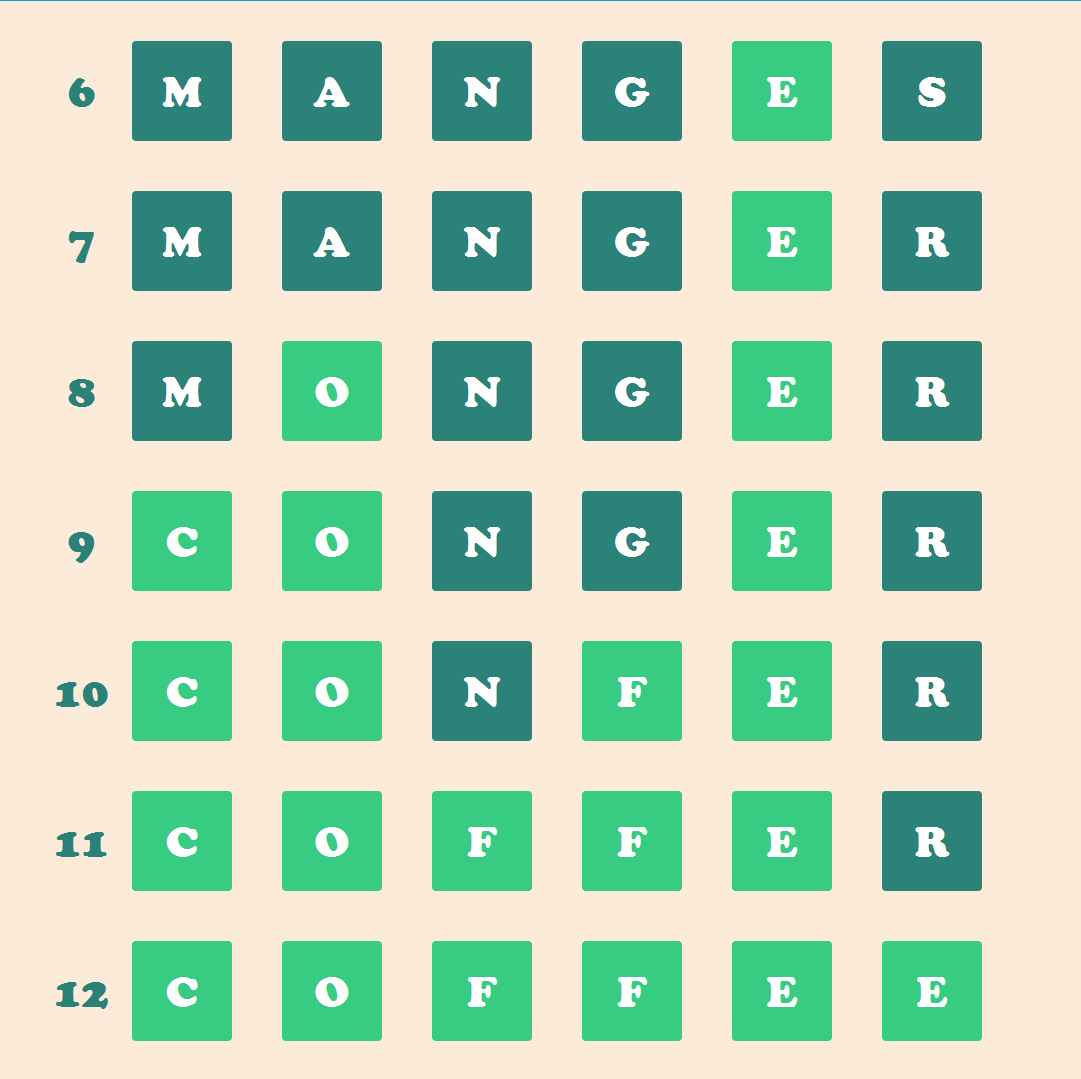 6 M A N G E S
7 M A N G E R
8 M O N G E R
9 C O N G E R
10 C O N F E R
11 C O F F E R
12 C O F F E E